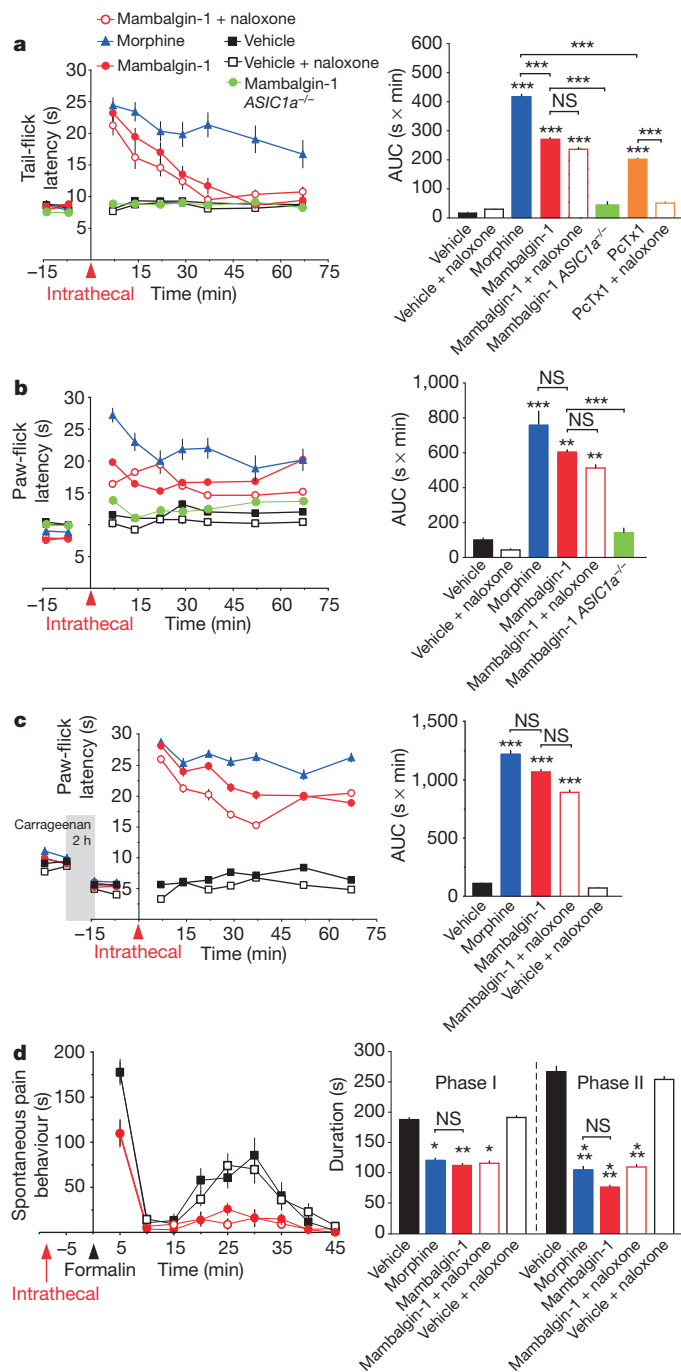 a
Mambalgin-1 + naloxone
Morphine
Vehicle
Mambalgin-1
Vehicle + naloxone
Mambalgin-1
ASIC1a–/–
Tail-flick
latency (s)
30
25
20
15
10
5
–15
0
15
30
45
60
75
Intrathecal
Time (min)
AUC (s × min)
600
500
400
300
200
100
0
***
***
***
***
***
NS
***
***
***
***
Vehicle
Vehicle + naloxone
Morphine
Mambalgin-1
Mambalgin-1 + naloxone
Mambalgin-1 ASIC1a–/–
PcTx1
PcTx1 + naloxone
b
Paw-flick
latency (s)
30
25
20
15
10
5
–15
0
15
30
45
60
75
Intrathecal
Time (min)
AUC (s × min)
1,000
800
600
400
200
0
NS
***
***
NS
**
**
Vehicle
Vehicle + naloxone
Morphine
Mambalgin-1
Mambalgin-1 + naloxone
Mambalgin-1 ASIC1a–/–
c
Paw-flick
latency (s)
30
25
20
15
10
5
Carrageenan
2 h
–15
0
15
30
45
60
75
Intrathecal
Time (min)
AUC (s × min)
1,500
1,000
500
0
NS
NS
***
***
***
Vehicle
Morphine
Mambalgin-1
Mambalgin-1 + naloxone
Vehicle + naloxone
d
Spontaneous pain
behaviour (s)
200
150
100
50
–5
5
10
15
20
25
30
35
40
45
Formalin
Time (min)
Intrathecal
Duration (s)
300
250
200
150
100
50
0
Phase I
Phase II
NS
*
**
*
NS
*
**
*
**
*
**
Vehicle
Morphine
Mambalgin-1
Mambalgin-1 + naloxone
Vehicle + naloxone
Vehicle
Morphine
Mambalgin-1
Mambalgin-1 + naloxone
Vehicle + naloxone